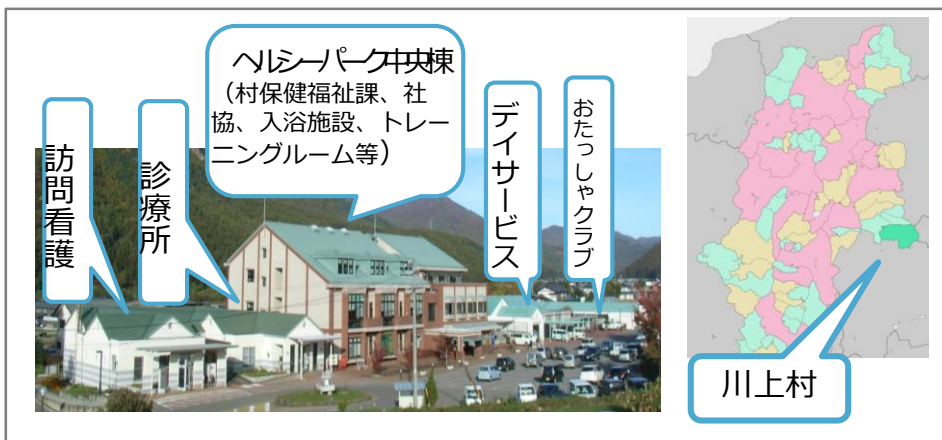 訪問看護
診療所
ヘルシーパーク中央棟
（村保健福祉課、社
協、入浴施設、トレー
ニングルーム等）
デイサービス
おたっしゃクラブ
川上村